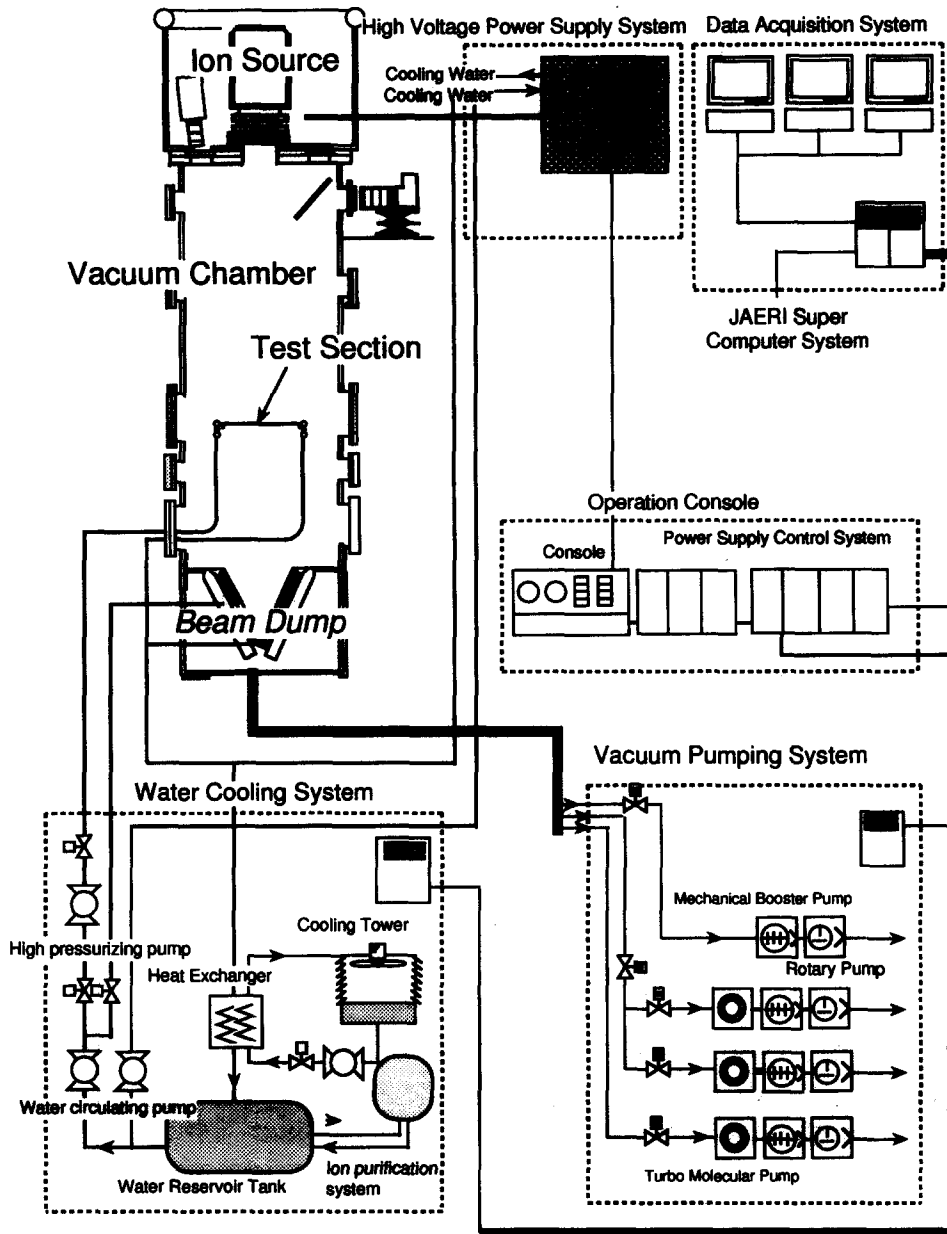 High Voltage Power Supply System
Data Acquisition System
Ion Source
Cooling Water
Cooling Water
Vacuum Chamber
JAERI Super
Computer System
Test Section
Operation Console
Console
Power Supply Control System
Beam Dump
Vacuum Pumping System
Water Cooling System
Mechanical Booster Pump
Cooling Tower
High pressurizing pump
Heat Exchanger
Rotary Pump
Water circulating pump
Ion purification
system
Water Reservoir Tank
Turbo Molecular Pump